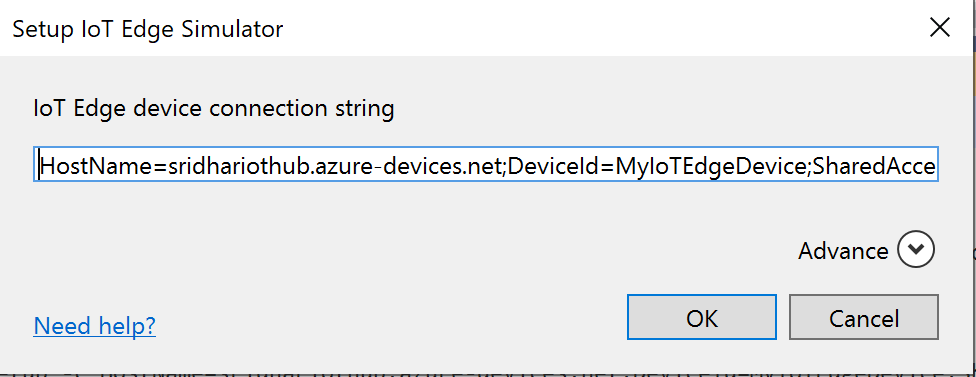 Setup IoT Edge Simulator
IoT Edge device connection string
HostName=sridhariothub.azure-devices.net;DeviceId=MyIoTEdgeDevice;SharedAcce
Advance
Need help?
OK
Cancel